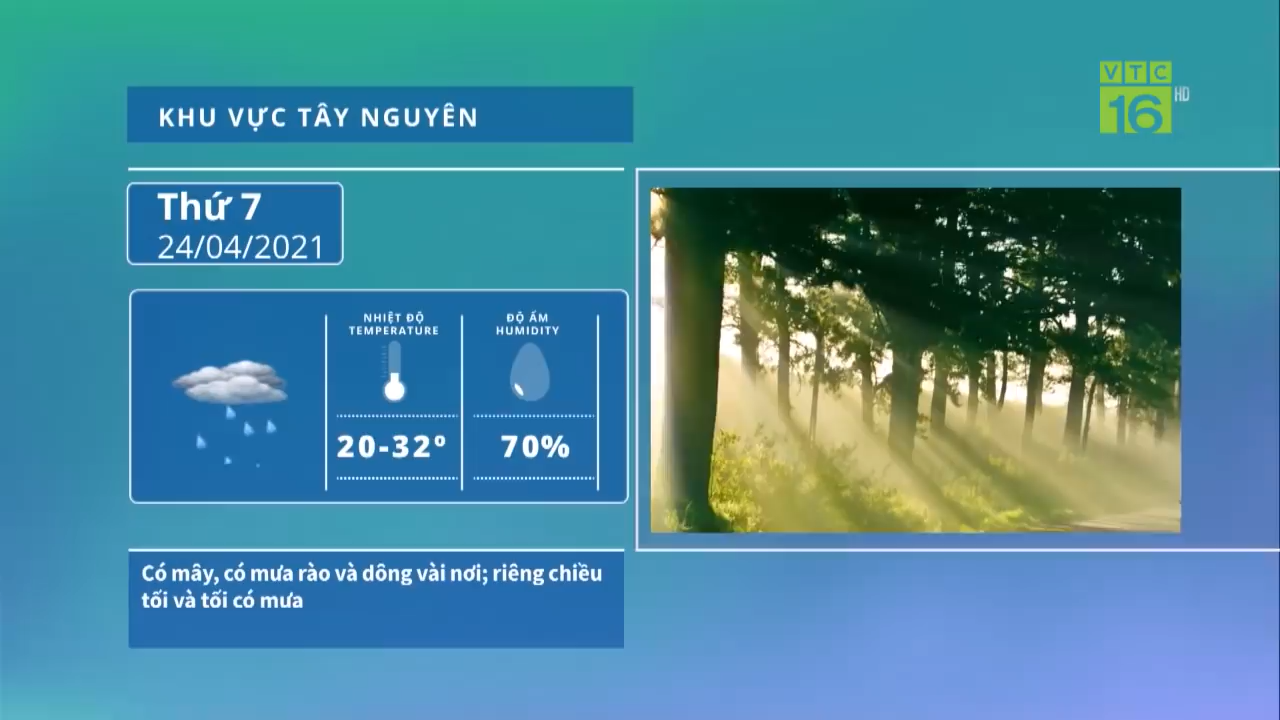 VTC
16 HD
KHU VỰC TÂY NGUYÊN
Thứ 7
24/04/2021
NHIỆT ĐỘ
TEMPERATURE
20-32º
ĐỘ ẨM
HUMIDITY
70%
Có mây, có mưa rào và dông vài nơi; riêng chiều
tối và tối có mưa